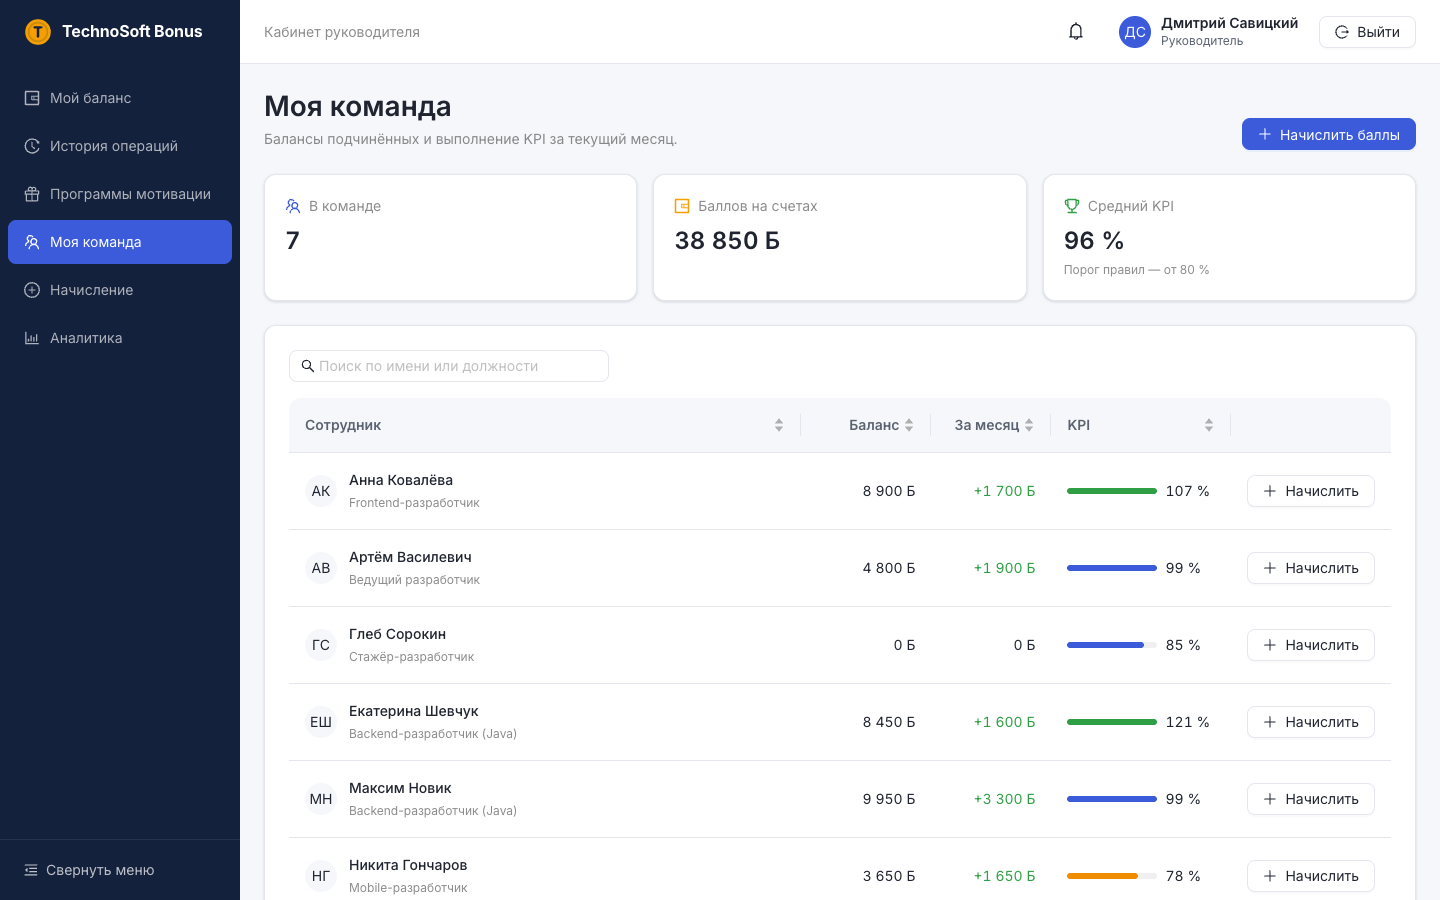 TechnoSoft Bonus
Мой баланс
История операций
Программы мотивации
Моя команда
Начисление
Аналитика
Свернуть меню
Кабинет руководителя
ДС
Дмитрий Савицкий
Руководитель
Выйти
Моя команда
Балансы подчинённых и выполнение KPI за текущий месяц.
Начислить баллы
В команде
7
Баллов на счетах
38 850 Б
Средний KPI
96 %
Порог правил — от 80 %
Поиск по имени или должности
Сотрудник Баланс За месяц KPI
АК Анна Ковалёва 8 900 Б +1 700 Б 107 % Начислить
Frontend-разработчик
АВ Артём Василевич 4 800 Б +1 900 Б 99 % Начислить
Ведущий разработчик
ГС Глеб Сорокин 0 Б 0 Б 85 % Начислить
Стажёр-разработчик
ЕШ Екатерина Шевчук 8 450 Б +1 600 Б 121 % Начислить
Backend-разработчик (Java)
МН Максим Новик 9 950 Б +3 300 Б 99 % Начислить
Backend-разработчик (Java)
НГ Никита Гончаров 3 650 Б +1 650 Б 78 % Начислить
Mobile-разработчик